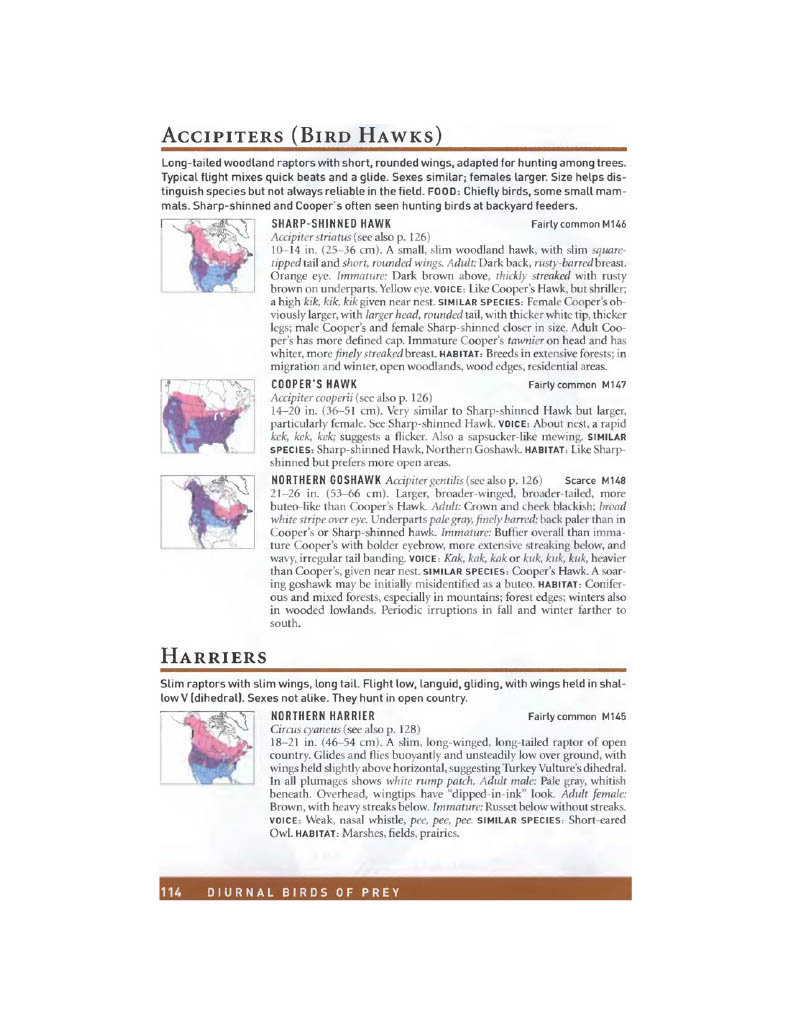 ACCIPITERS (BIRD HAWKS)
Long-tailed woodland raptors with short, rounded wings, adapted for hunting among trees.
Typical flight mixes quick beats and a glide. Sexes similar; females larger. Size helps dis-
tinguish species but not always reliable in the field. FOOD: Chiefly birds, some small mam-
mals. Sharp-shinned and Cooper's often seen hunting birds at backyard feeders.
SHARP-SHINNED HAWK Fairly common M146
Accipiter striatus (see also p. 126)
10–14 in. (25–36 cm). A small, slim woodland hawk, with slim square-
tipped tail and short, rounded wings. Adult: Dark back, rusty-barred breast.
Orange eye. Immature: Dark brown above, thickly streaked with rusty
brown on underparts. Yellow eye. VOICE: Like Cooper's Hawk, but shriller;
a high kik, kik, kik given near nest. SIMILAR SPECIES: Female Cooper's ob-
viously larger, with larger head, rounded tail, with thicker white tip, thicker
legs; male Cooper's and female Sharp-shinned closer in size. Adult Coo-
per's has more defined cap. Immature Cooper's tawnier on head and has
whiter, more finely streaked breast. HABITAT: Breeds in extensive forests; in
migration and winter, open woodlands, wood edges, residential areas.
COOPER'S HAWK Fairly common M147
Accipiter cooperii (see also p. 126)
14–20 in. (36–51 cm). Very similar to Sharp-shinned Hawk but larger,
particularly female. See Sharp-shinned Hawk. VOICE: About nest, a rapid
kek, kek, kek; suggests a flicker. Also a sapsucker-like mewing. SIMILAR
SPECIES: Sharp-shinned Hawk, Northern Goshawk. HABITAT: Like Sharp-
shinned but prefers more open areas.
NORTHERN GOSHAWK Accipiter gentilis (see also p. 126) Scarce M148
21–26 in. (53–66 cm). Larger, broader-winged, broader-tailed, more
buteo-like than Cooper's Hawk. Adult: Crown and cheek blackish; broad
white stripe over eye. Underparts pale gray, finely barred; back paler than in
Cooper's or Sharp-shinned hawk. Immature: Buffier overall than imma-
ture Cooper's with bolder eyebrow, more extensive streaking below, and
wavy, irregular tail banding. VOICE: Kak, kak, kak or kuk, kuk, kuk, heavier
than Cooper's, given near nest. SIMILAR SPECIES: Cooper's Hawk. A soar-
ing goshawk may be initially misidentified as a buteo. HABITAT: Conifer-
ous and mixed forests, especially in mountains; forest edges; winters also
in wooded lowlands. Periodic irruptions in fall and winter farther to
south.
HARRIERS
Slim raptors with slim wings, long tail. Flight low, languid, gliding, with wings held in shal-
low V (dihedral). Sexes not alike. They hunt in open country.
NORTHERN HARRIER Fairly common M145
Circus cyaneus (see also p. 128)
18–21 in. (46–54 cm). A slim, long-winged, long-tailed raptor of open
country. Glides and flies buoyantly and unsteadily low over ground, with
wings held slightly above horizontal, suggesting Turkey Vulture's dihedral.
In all plumages shows white rump patch. Adult male: Pale gray, whitish
beneath. Overhead, wingtips have "dipped-in-ink" look. Adult female:
Brown, with heavy streaks below. Immature: Russet below without streaks.
VOICE: Weak, nasal whistle, pee, pee, pee. SIMILAR SPECIES: Short-eared
Owl. HABITAT: Marshes, fields, prairies.
114 DIURNAL BIRDS OF PREY